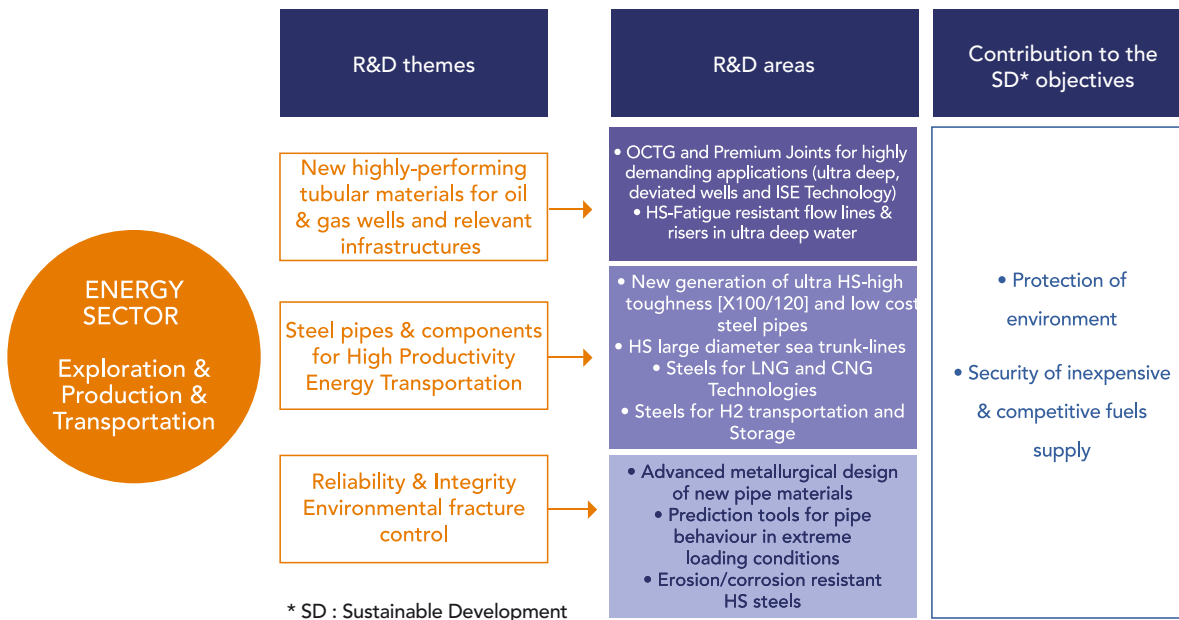 R&D themes
R&D areas
Contribution to the
SD* objectives
ENERGY
SECTOR
Exploration &
Production &
Transportation
New highly-performing
tubular materials for oil
& gas wells and relevant
infrastructures
• OCTG and Premium Joints for highly
demanding applications (ultra deep,
deviated wells and ISE Technology)
• HS-Fatigue resistant flow lines &
risers in ultra deep water
Steel pipes & components
for High Productivity
Energy Transportation
• New generation of ultra HS-high
toughness [X100/120] and low cost
steel pipes
• HS large diameter sea trunk-lines
• Steels for LNG and CNG
Technologies
• Steels for H2 transportation and
Storage
Reliability & Integrity
Environmental fracture
control
• Advanced metallurgical design
of new pipe materials
• Prediction tools for pipe
behaviour in extreme
loading conditions
• Erosion/corrosion resistant
HS steels
• Protection of
environment
• Security of inexpensive
& competitive fuels
supply
* SD : Sustainable Development